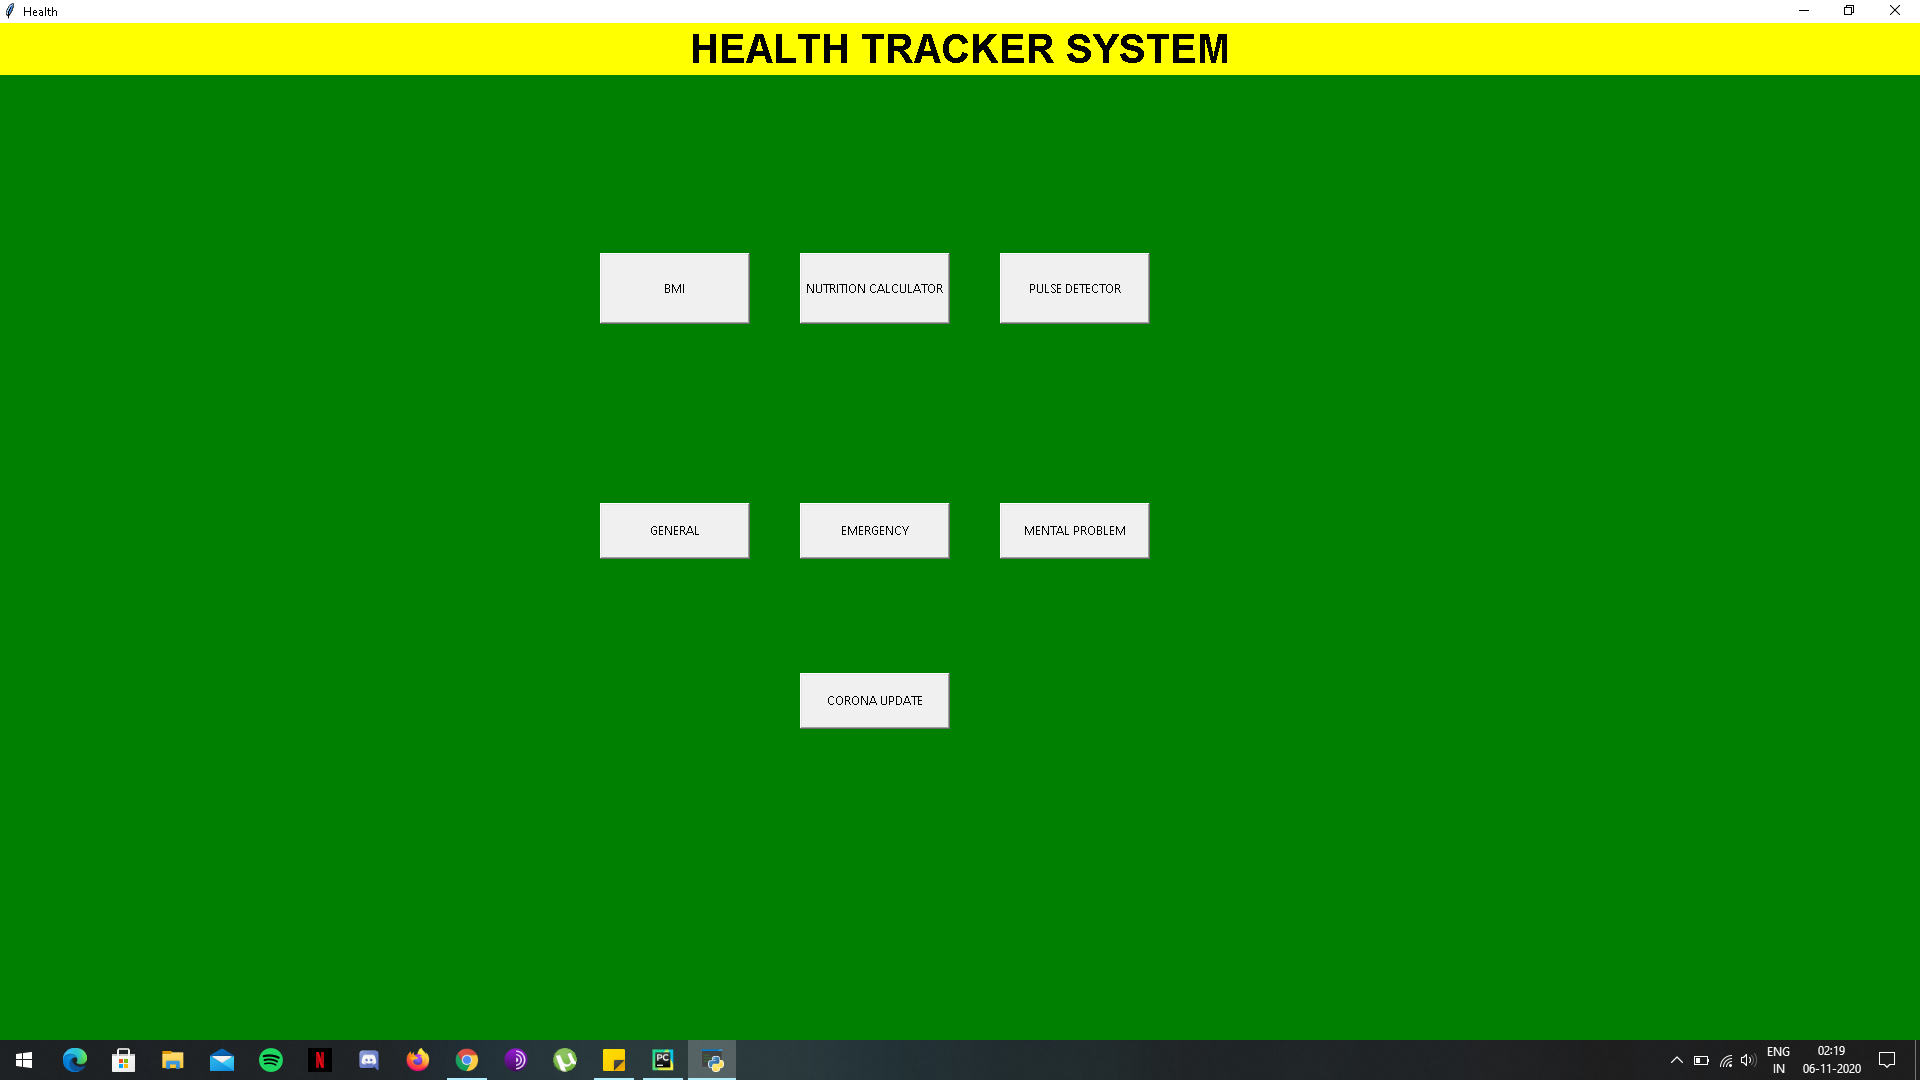 Health
HEALTH TRACKER SYSTEM
BMI
NUTRITION CALCULATOR
PULSE DETECTOR
GENERAL
EMERGENCY
MENTAL PROBLEM
CORONA UPDATE
N
PC
ENG
IN
02:19
06-11-2020